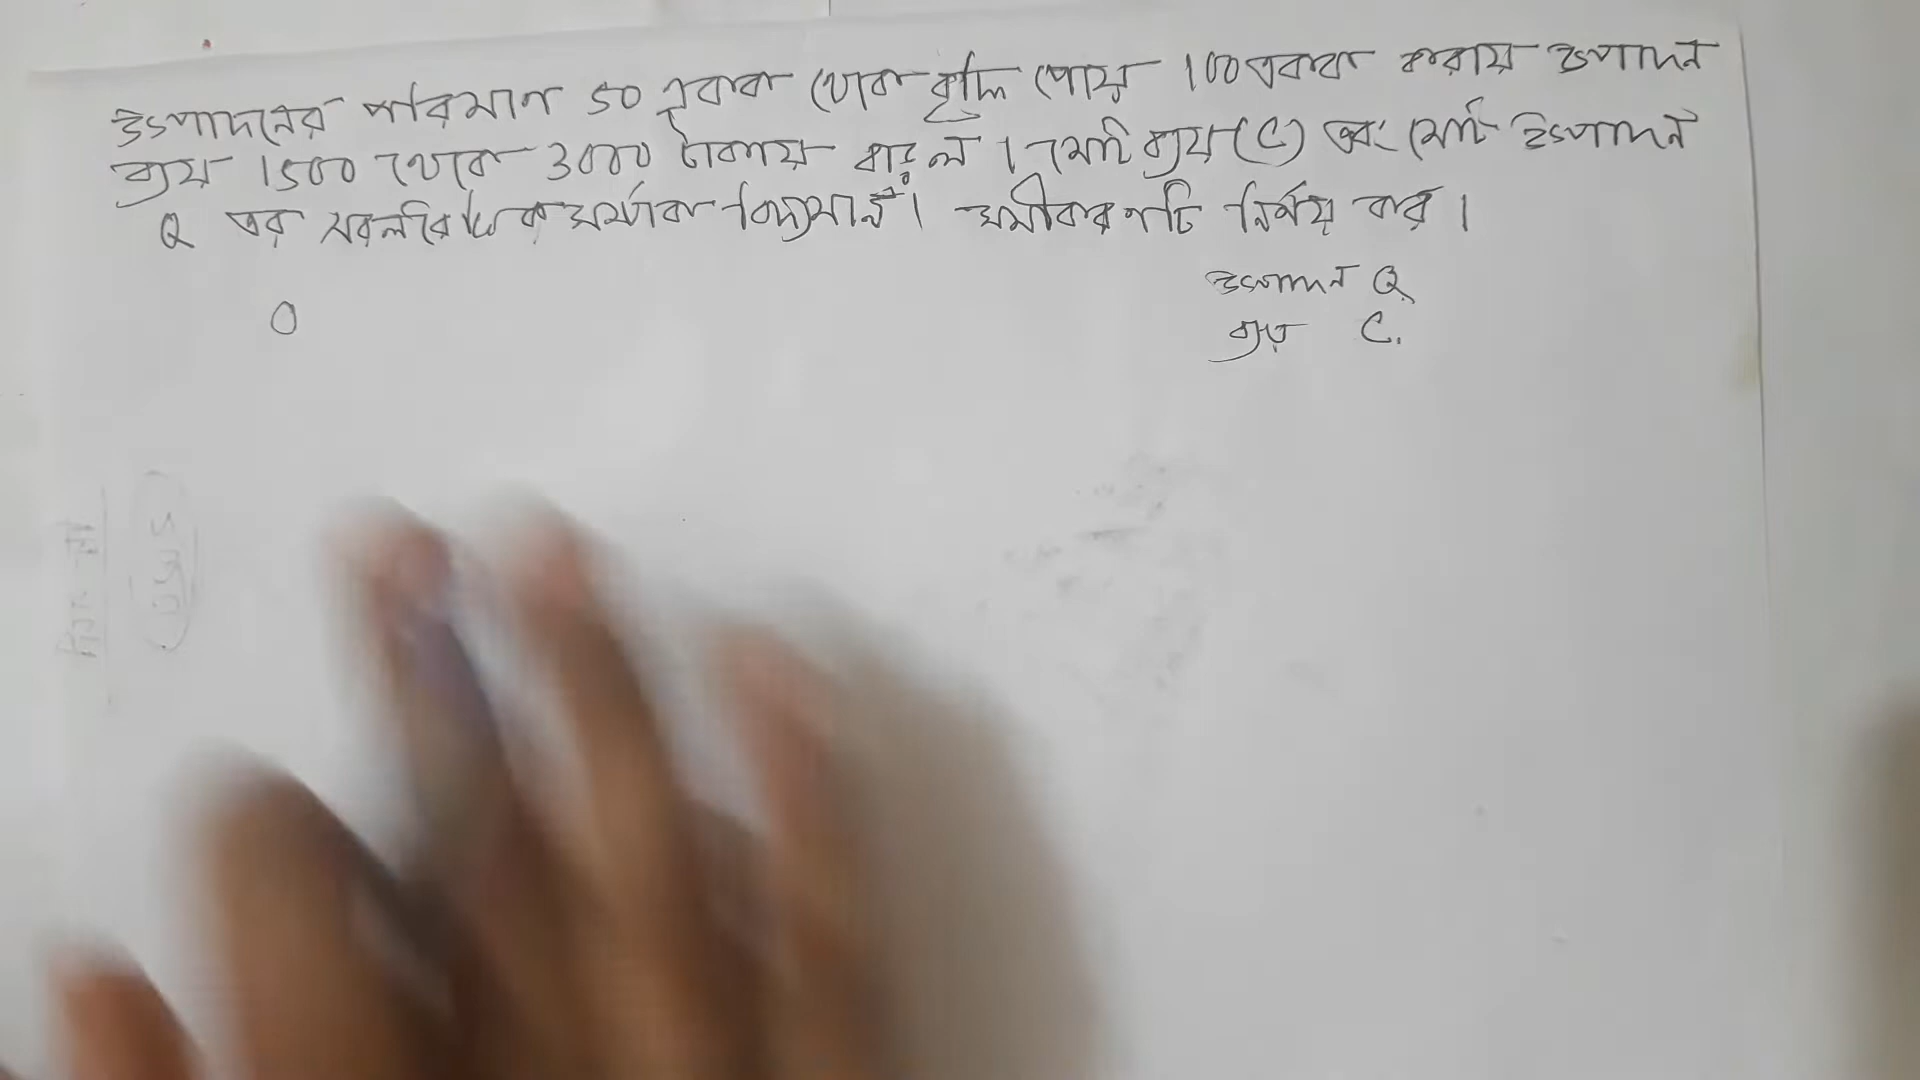 উৎপাদনের পরিমান 50 একক থেকে বৃদ্ধি পেয়ে 100 একক করায় উৎপাদন
ব্যয় 1500 থেকে 3000 টাকায় বাড়ল। মোট ব্যয় (C) এবং মোট উৎপাদন
Q এর সরলরৈখিক সম্পর্ক বিদ্যমান। সমীকরণটি নির্ণয় কর।
উৎপাদন Q
ব্যয় C.
0